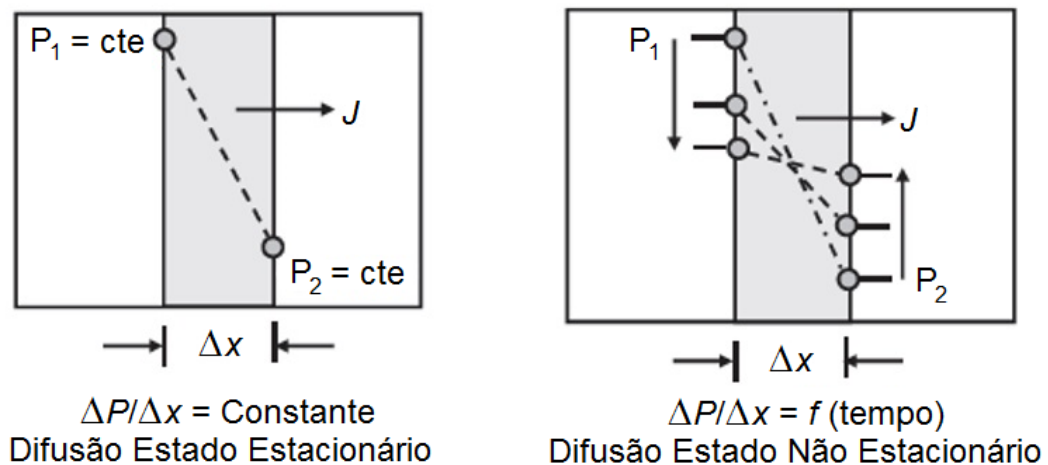 P₁ = cte
J
P₂ = cte
Δx
ΔP/Δx = Constante
Difusão Estado Estacionário
P₁
J
P₂
Δx
ΔP/Δx = f (tempo)
Difusão Estado Não Estacionário